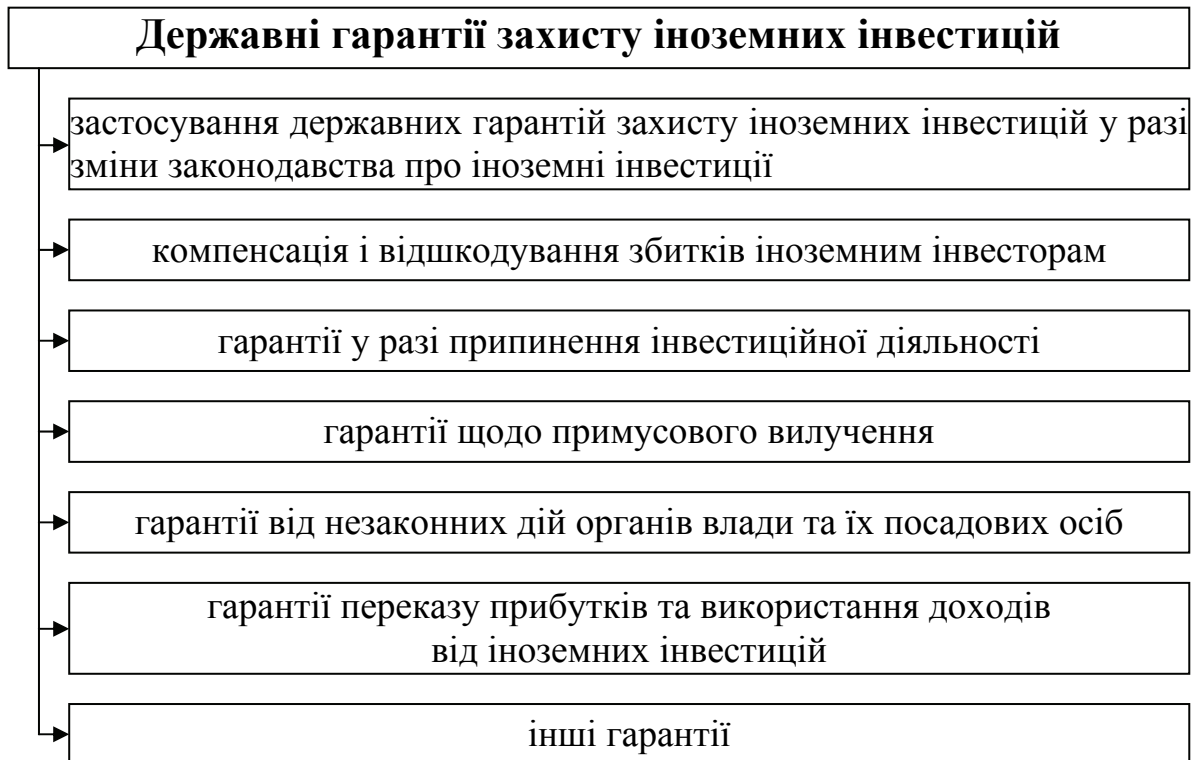 Державні гарантії захисту іноземних інвестицій
застосування державних гарантій захисту іноземних інвестицій у разі
зміни законодавства про іноземні інвестиції
компенсація і відшкодування збитків іноземним інвесторам
гарантії у разі припинення інвестиційної діяльності
гарантії щодо примусового вилучення
гарантії від незаконних дій органів влади та їх посадових осіб
гарантії переказу прибутків та використання доходів
від іноземних інвестицій
інші гарантії